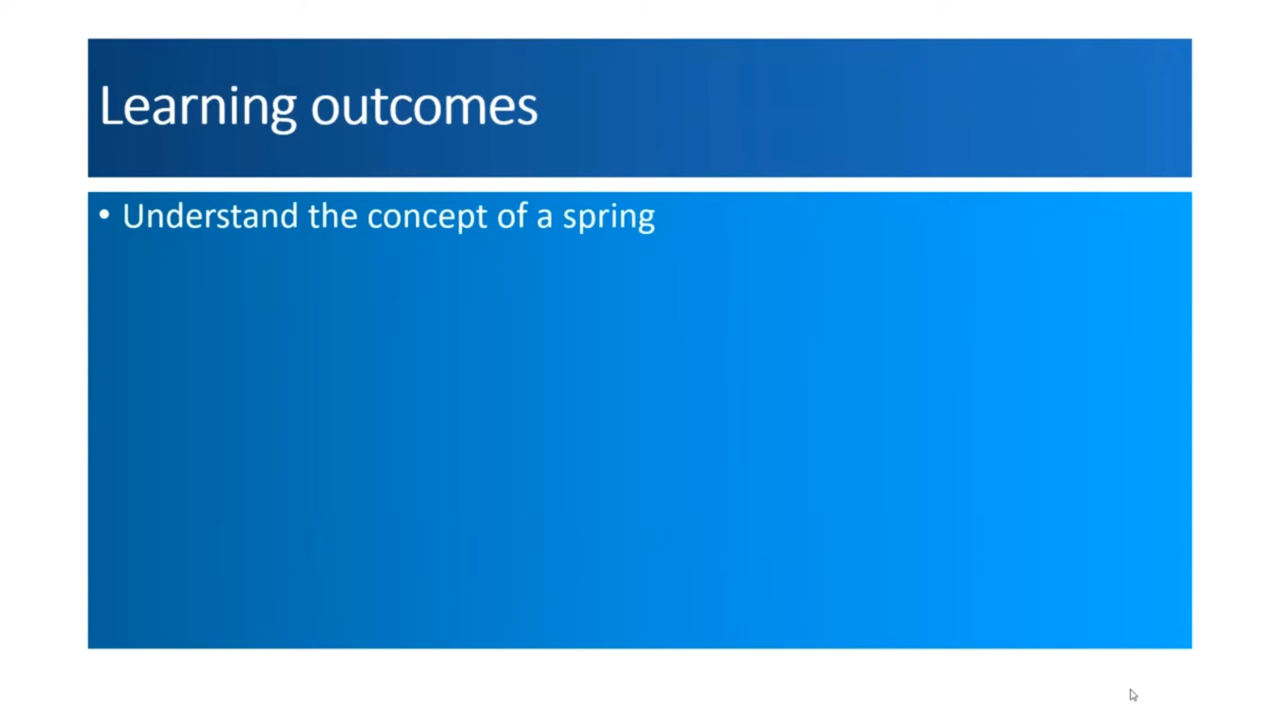 Learning outcomes
• Understand the concept of a spring